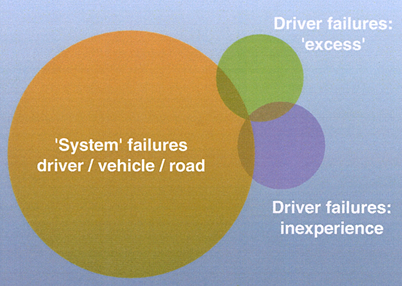 Driver failures:
'excess'
'System' failures
driver / vehicle / road
Driver failures:
inexperience